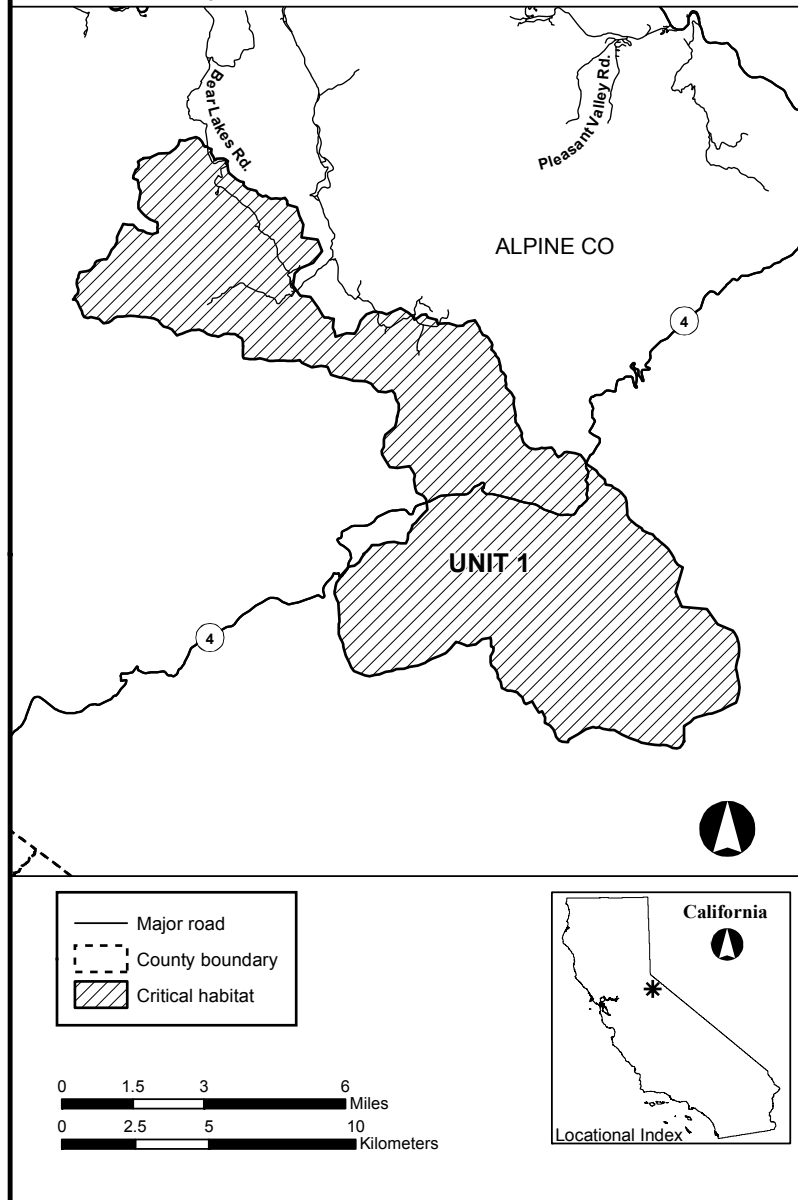 Bear Lakes Rd.
Pleasant Valley Rd.
ALPINE CO
4
UNIT 1
4
Major road
County boundary
Critical habitat
California
Locational Index
0 1.5 3 6
Miles
0 2.5 5 10
Kilometers